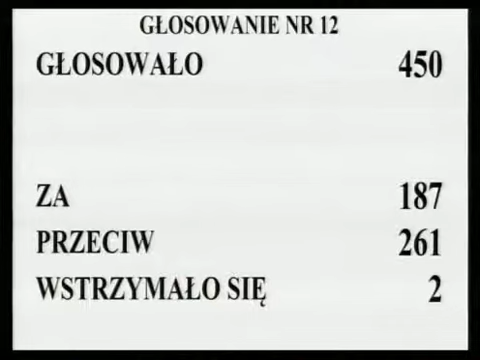 GŁOSOWANIE NR 12
GŁOSOWAŁO 450
ZA 187
PRZECIW 261
WSTRZYMAŁO SIĘ 2